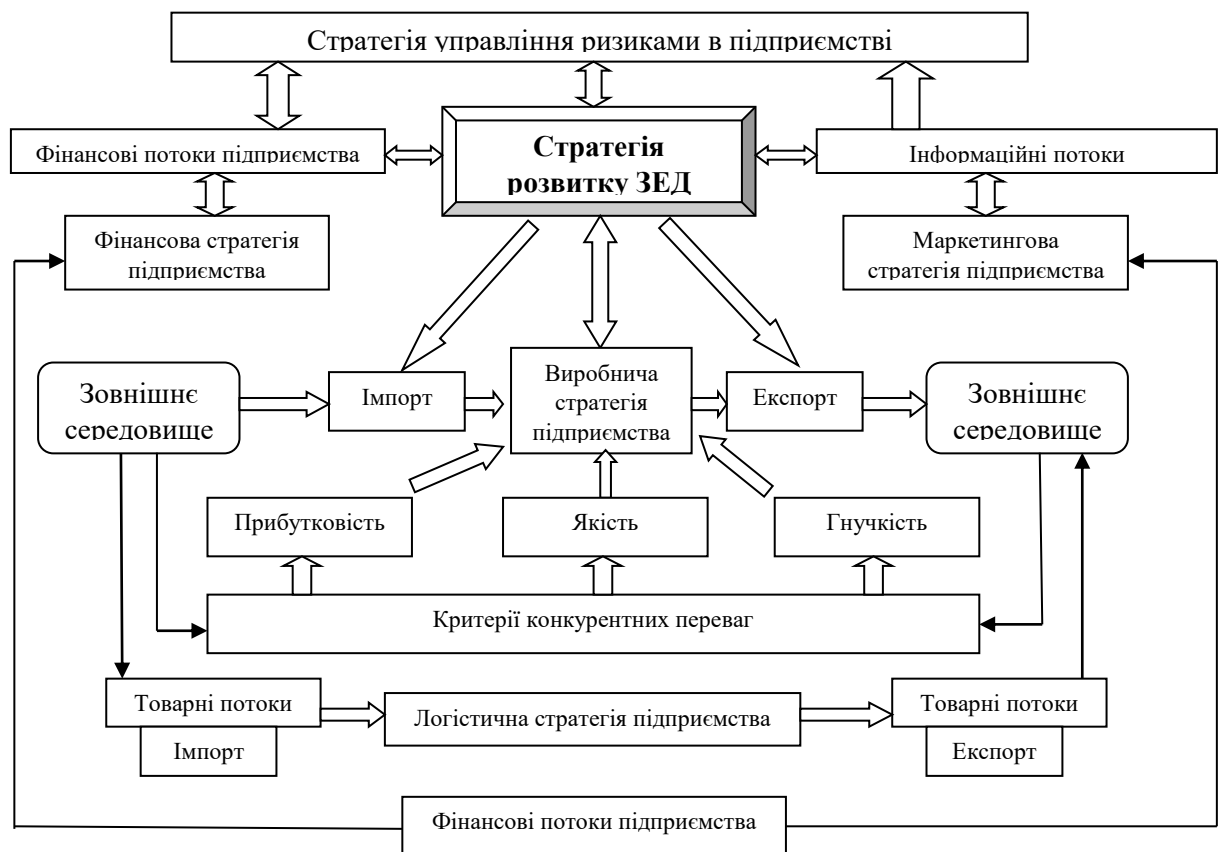 Стратегія управління ризиками в підприємстві
Фінансові потоки підприємства
Стратегія
розвитку ЗЕД
Інформаційні потоки
Фінансова стратегія
підприємства
Маркетингова
стратегія підприємства
Зовнішнє
середовище
Імпорт
Виробнича
стратегія
підприємства
Експорт
Зовнішнє
середовище
Прибутковість
Якість
Гнучкість
Критерії конкурентних переваг
Товарні потоки
Імпорт
Логістична стратегія підприємства
Товарні потоки
Експорт
Фінансові потоки підприємства